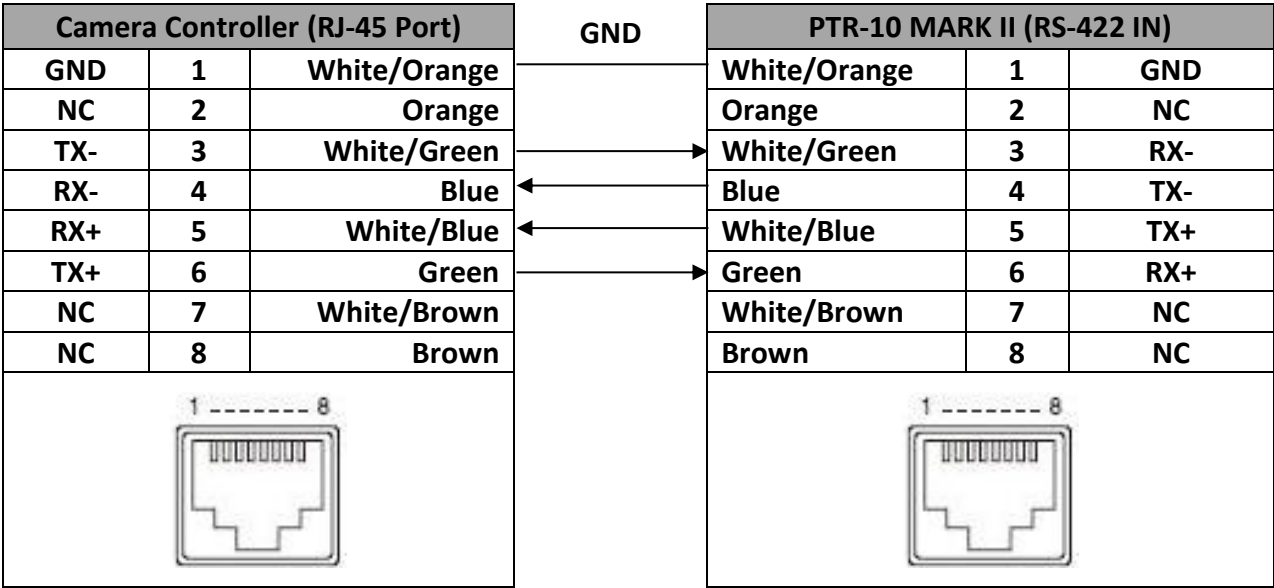 Camera Controller (RJ-45 Port) GND PTR-10 MARK II (RS-422 IN)
GND 1 White/Orange White/Orange 1 GND
NC 2 Orange Orange 2 NC
TX- 3 White/Green White/Green 3 RX-
RX- 4 Blue Blue 4 TX-
RX+ 5 White/Blue White/Blue 5 TX+
TX+ 6 Green Green 6 RX+
NC 7 White/Brown White/Brown 7 NC
NC 8 Brown Brown 8 NC
1 -------- 8 1 -------- 8